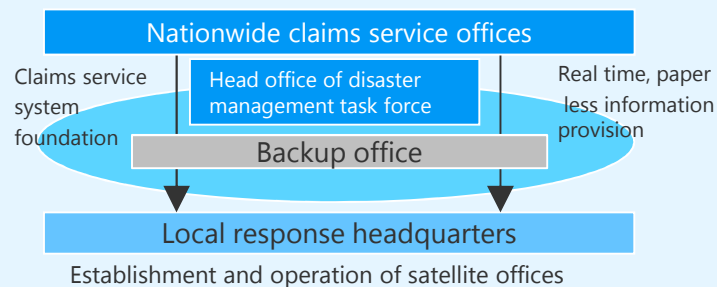 Nationwide claims service offices
Claims service
system
foundation
Head office of disaster
management task force
Real time, paper
less information
provision
Backup office
Local response headquarters
Establishment and operation of satellite offices